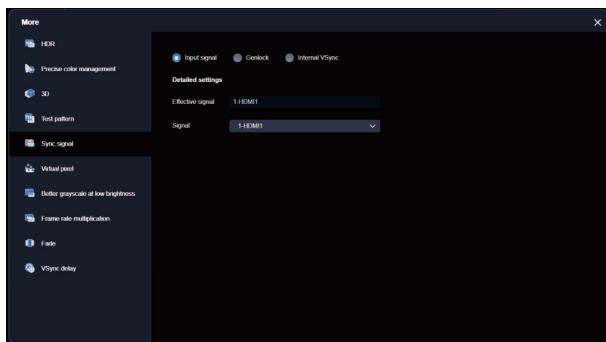 More
HDR
Precise color management
3D
Test pattern
Sync signal
Virtual pixel
Better grayscale at low brightness
Frame rate multiplication
Fade
VSync delay
Input signal Genlock Internal VSync
Detailed settings
Effective signal 1-HDMI1
Signal 1-HDMI1